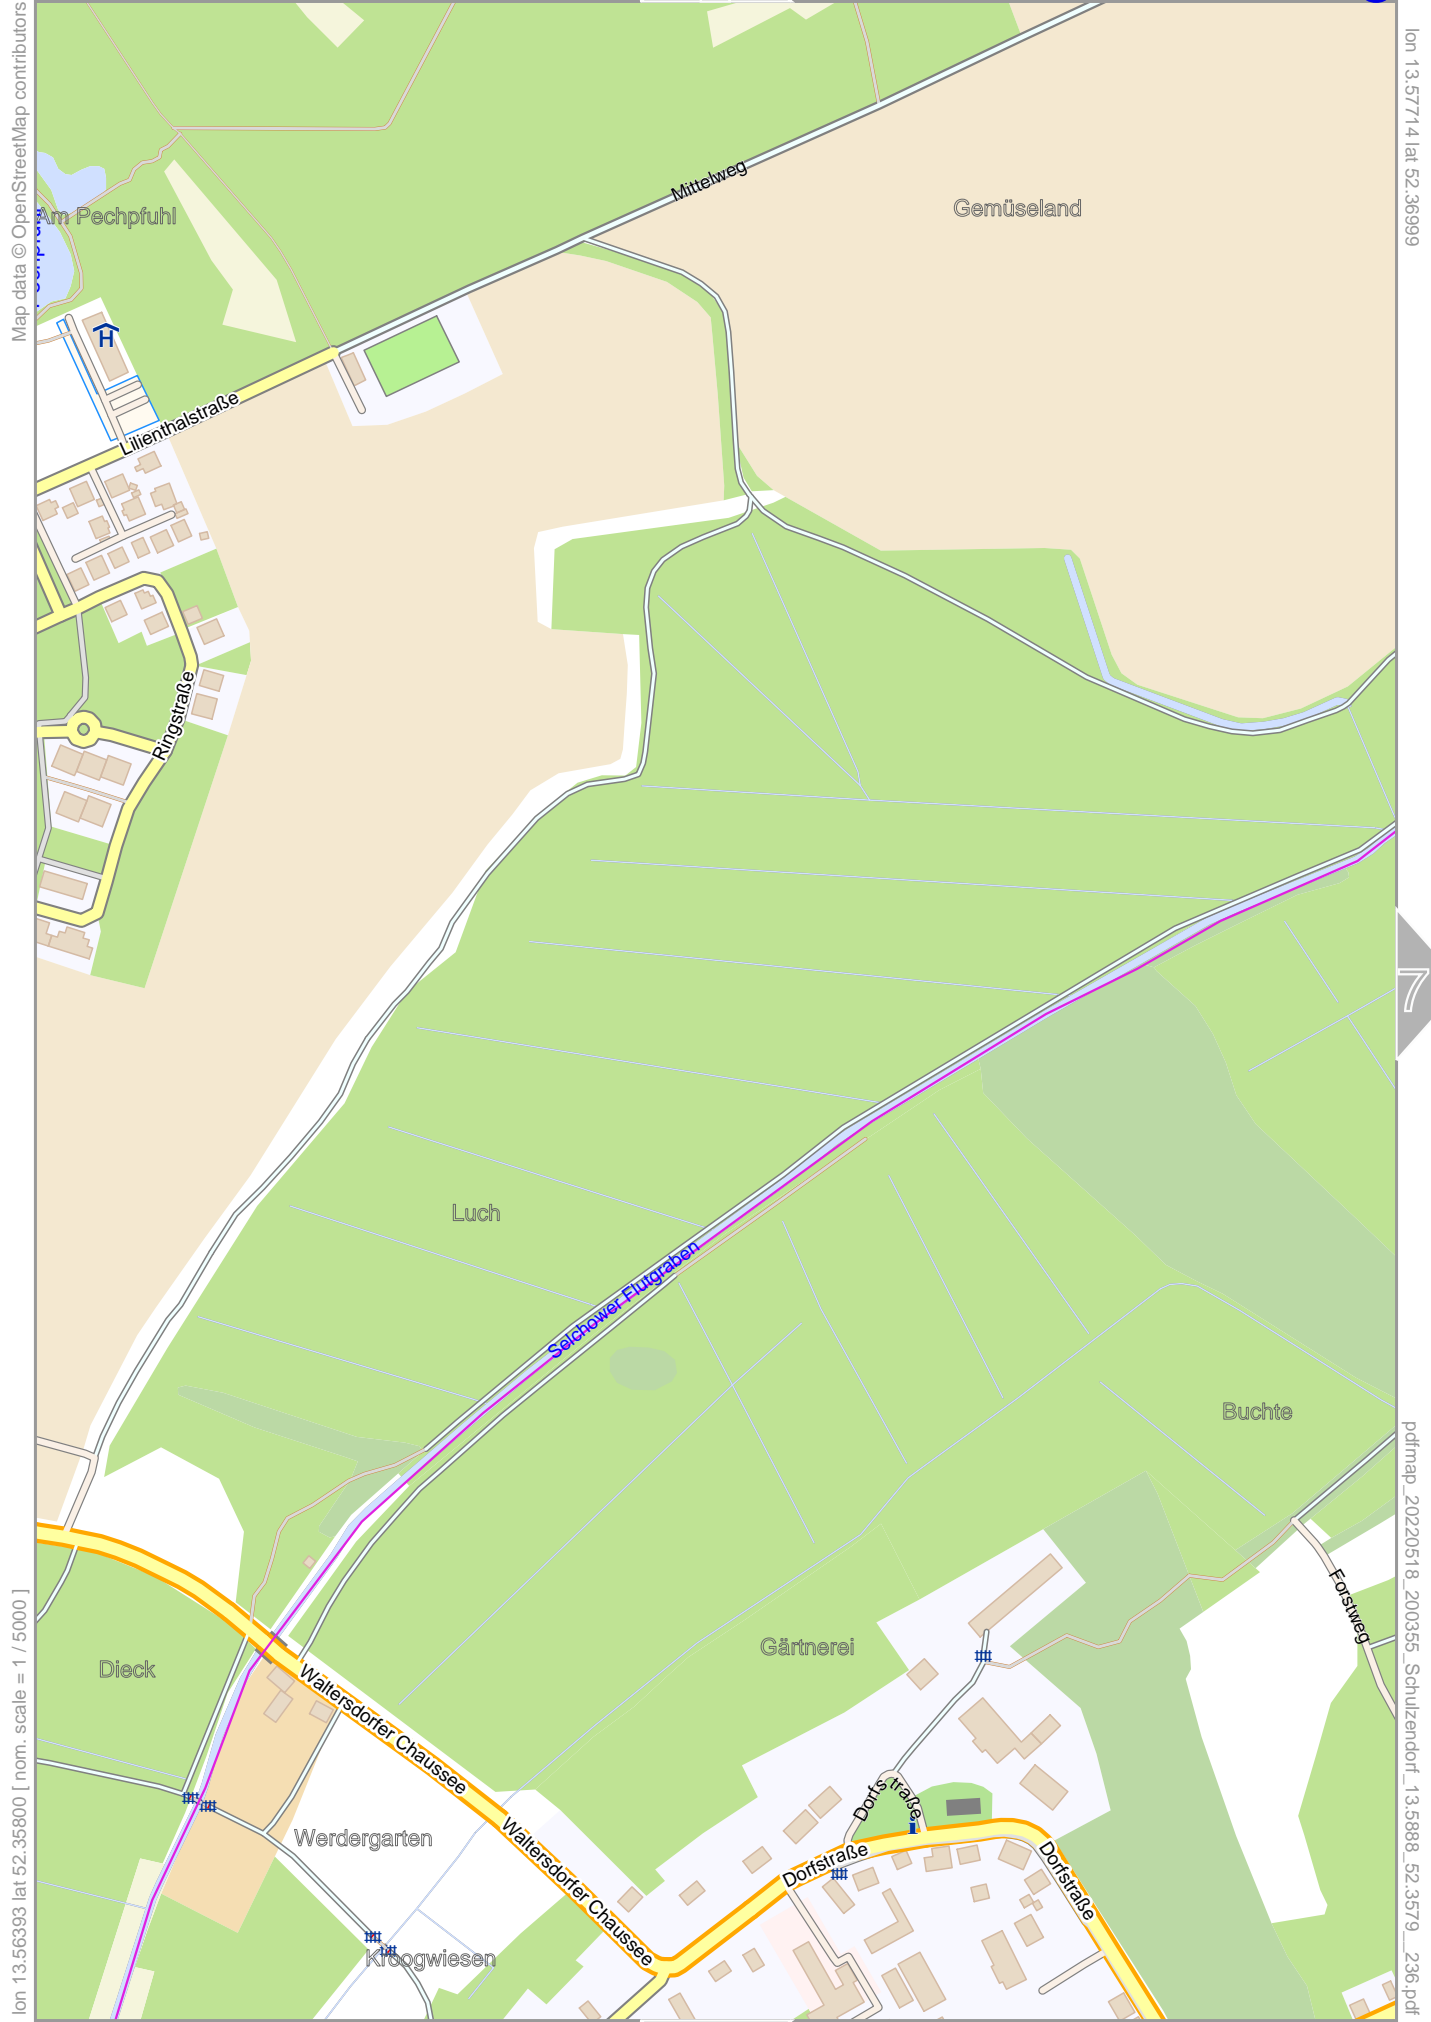 Map data © OpenStreetMap contributors
lon 13.57714 lat 52.36999
Mittelweg
Gemüseland
Am Pechpfuhl
H
Lilienthalstraße
Ringstraße
7
Luch
Selchower Flutgraben
Buchte
pdfmap_20220518_200355_Schulzendorf_13.5888_52.3579__236.pdf
Forstweg
Gärtnerei
Dieck
Waltersdorfer Chaussee
Dorfstraße
Werdergarten
Waltersdorfer Chaussee
Dorfstraße
Dorfstraße
Kroogwiesen
lon 13.56393 lat 52.35800 [ nom. scale = 1 / 5000 ]